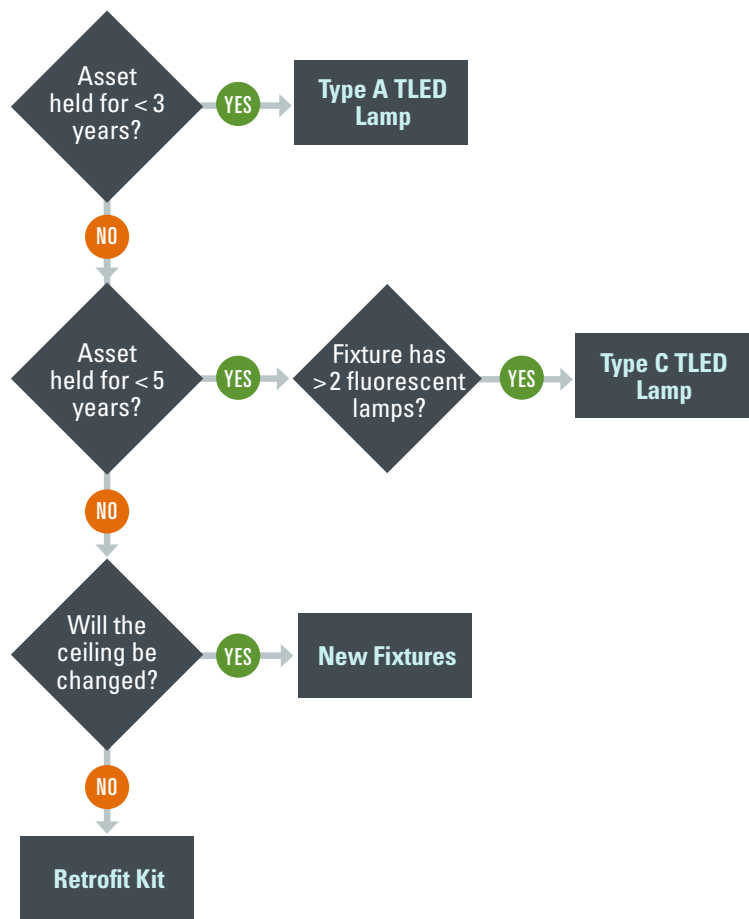 Asset
held for < 3
years?
YES
Type A TLED
Lamp
NO
Asset
held for < 5
years?
YES
Fixture has
>2 fluorescent
lamps?
YES
Type C TLED
Lamp
NO
Will the
ceiling be
changed?
YES
New Fixtures
NO
Retrofit Kit